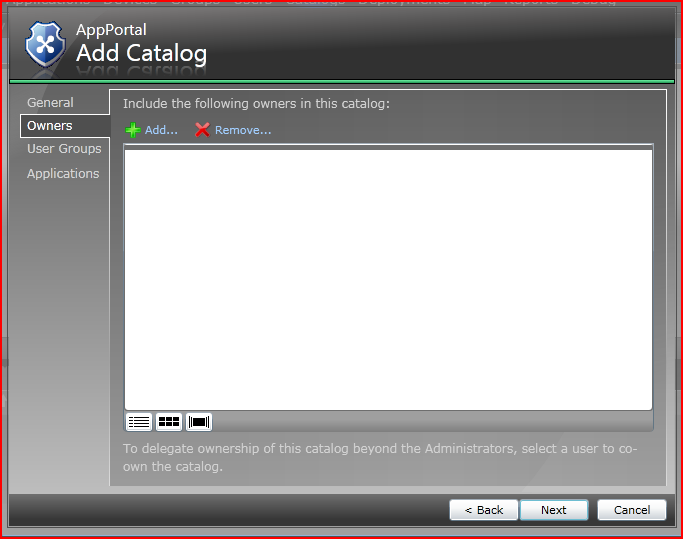 AppPortal
Add Catalog
General
Owners
User Groups
Applications
Include the following owners in this catalog:
Add...
Remove...
To delegate ownership of this catalog beyond the Administrators, select a user to co-
own the catalog.
< Back
Next
Cancel